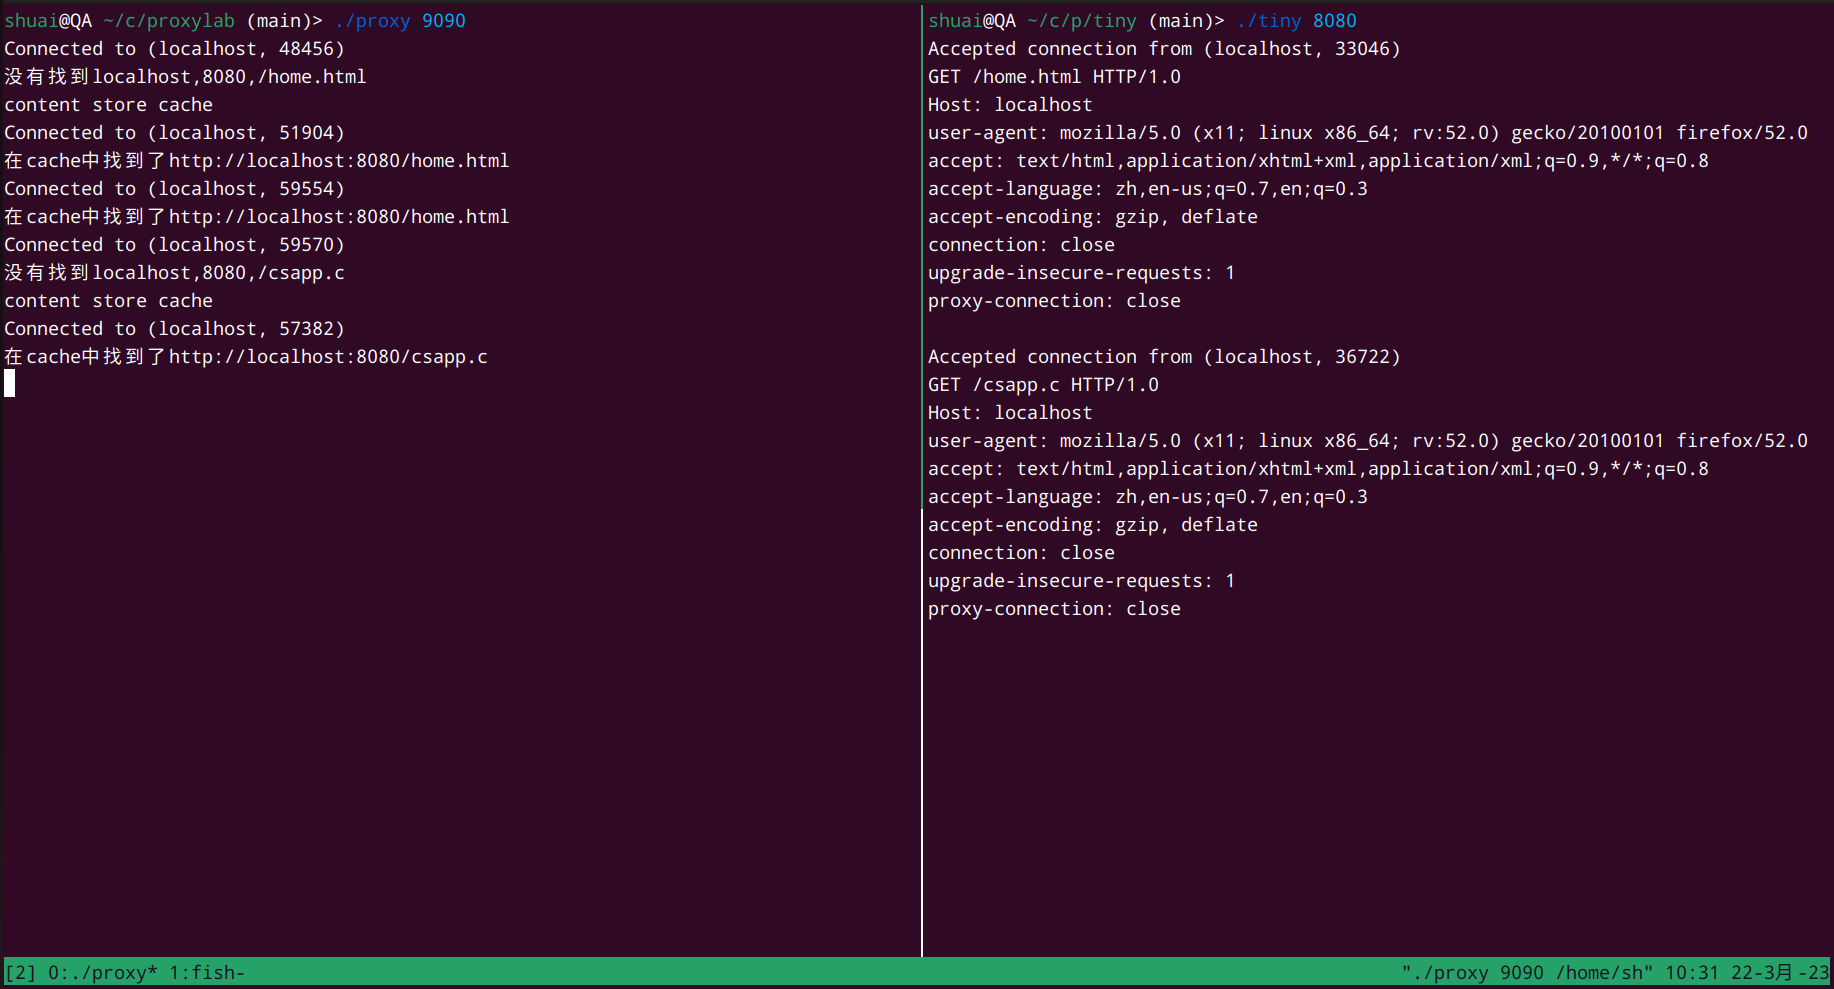 shuai@QA ~/c/proxylab (main)> ./proxy 9090
Connected to (localhost, 48456)
没有找到localhost,8080,/home.html
content store cache
Connected to (localhost, 51904)
在cache中找到了http://localhost:8080/home.html
Connected to (localhost, 59554)
在cache中找到了http://localhost:8080/home.html
Connected to (localhost, 59570)
没有找到localhost,8080,/csapp.c
content store cache
Connected to (localhost, 57382)
在cache中找到了http://localhost:8080/csapp.c
shuai@QA ~/c/p/tiny (main)> ./tiny 8080
Accepted connection from (localhost, 33046)
GET /home.html HTTP/1.0
Host: localhost
user-agent: mozilla/5.0 (x11; linux x86_64; rv:52.0) gecko/20100101 firefox/52.0
accept: text/html,application/xhtml+xml,application/xml;q=0.9,*/*;q=0.8
accept-language: zh,en-us;q=0.7,en;q=0.3
accept-encoding: gzip, deflate
connection: close
upgrade-insecure-requests: 1
proxy-connection: close
Accepted connection from (localhost, 36722)
GET /csapp.c HTTP/1.0
Host: localhost
user-agent: mozilla/5.0 (x11; linux x86_64; rv:52.0) gecko/20100101 firefox/52.0
accept: text/html,application/xhtml+xml,application/xml;q=0.9,*/*;q=0.8
accept-language: zh,en-us;q=0.7,en;q=0.3
accept-encoding: gzip, deflate
connection: close
upgrade-insecure-requests: 1
proxy-connection: close
[2] 0:./proxy* 1:fish- "./proxy 9090 /home/sh" 10:31 22-3月-23